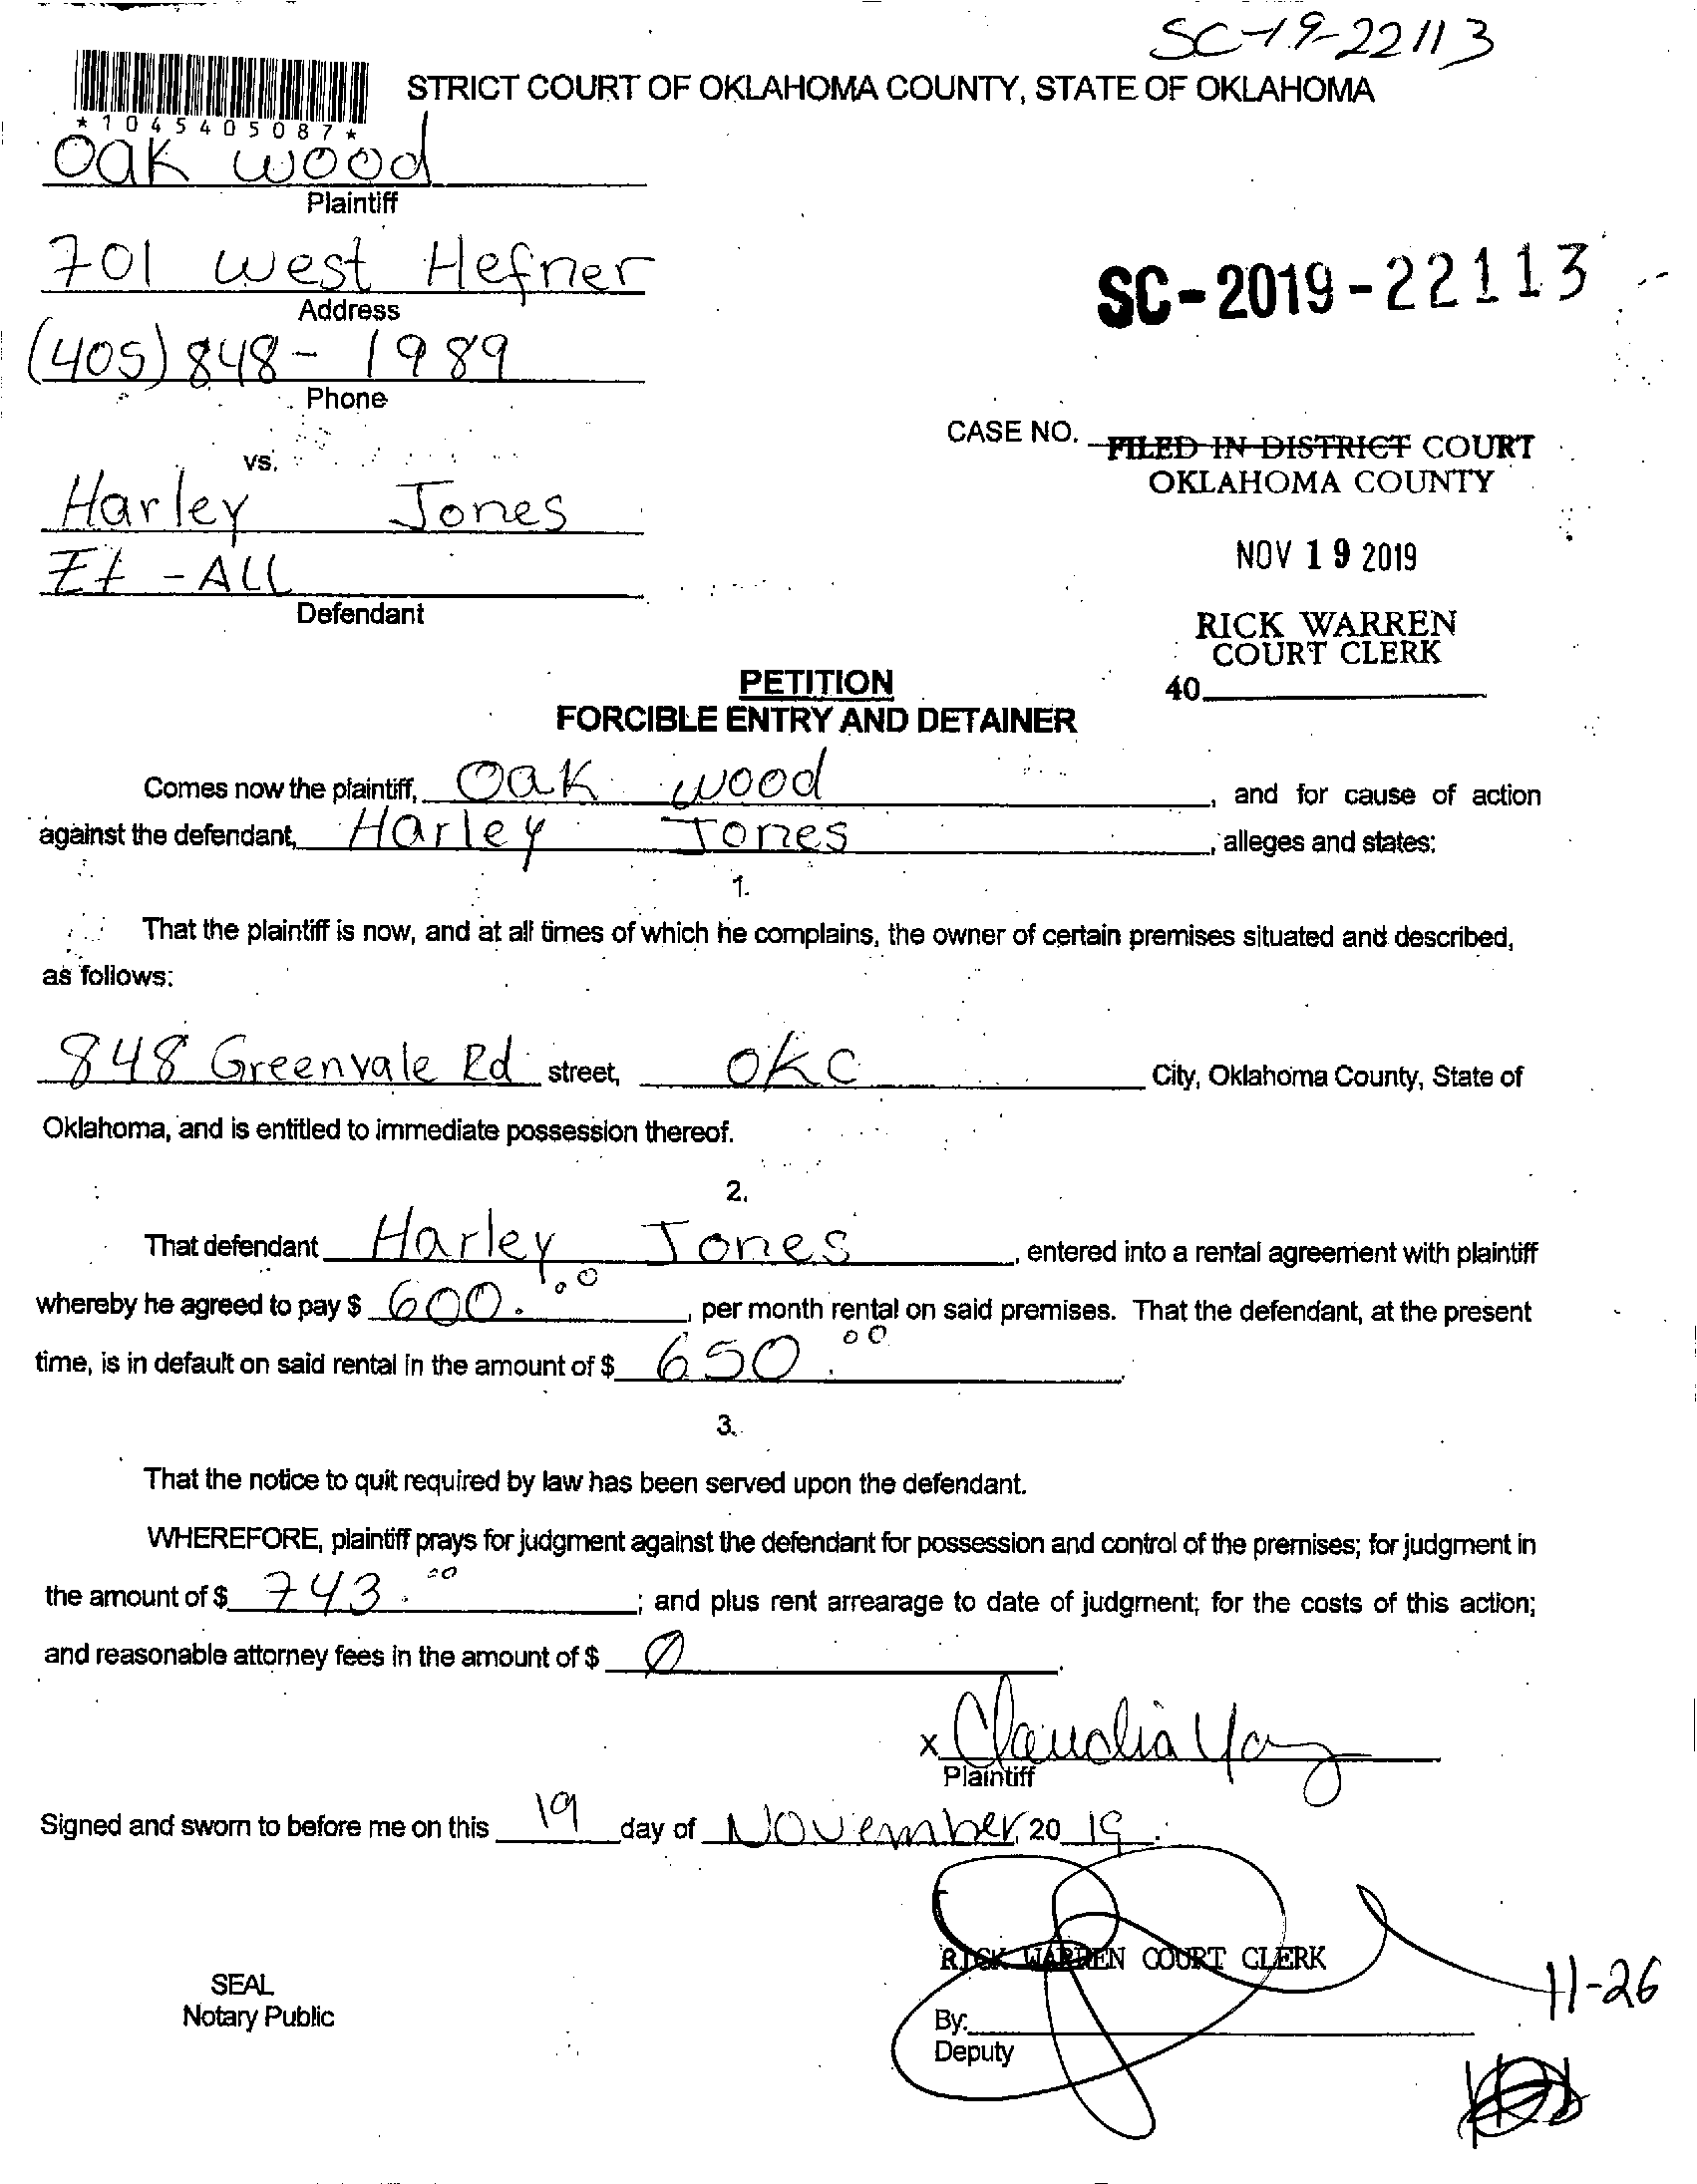 SC-19-22113
STRICT COURT OF OKLAHOMA COUNTY, STATE OF OKLAHOMA
*1045405087*
Oak wood
Plaintiff
701 west Hefner
Address
SC-2019-22113
(405) 848-1989
Phone
CASE NO. FILED IN DISTRICT COURT
OKLAHOMA COUNTY
vs.
Harley Jones
Et-ALL
Defendant
NOV 19 2019
RICK WARREN
COURT CLERK
40
PETITION
FORCIBLE ENTRY AND DETAINER
Comes now the plaintiff, Oak wood, and for cause of action
against the defendant, Harley Jones, alleges and states:
1.
That the plaintiff is now, and at all times of which he complains, the owner of certain premises situated and described,
as follows:
848 Greenvale Rd street, OKC City, Oklahoma County, State of
Oklahoma, and is entitled to immediate possession thereof.
2.
That defendant Harley Jones, entered into a rental agreement with plaintiff
whereby he agreed to pay $ 600.00, per month rental on said premises. That the defendant, at the present
time, is in default on said rental in the amount of $ 650.00.
3.
That the notice to quit required by law has been served upon the defendant.
WHEREFORE, plaintiff prays for judgment against the defendant for possession and control of the premises; for judgment in
the amount of $ 743.00; and plus rent arrearage to date of judgment; for the costs of this action;
and reasonable attorney fees in the amount of $ 0.
x Claudia
Plaintiff
Signed and sworn to before me on this 19 day of November, 20 19.
RICK WARREN COURT CLERK
11-26
SEAL
Notary Public
By:
Deputy